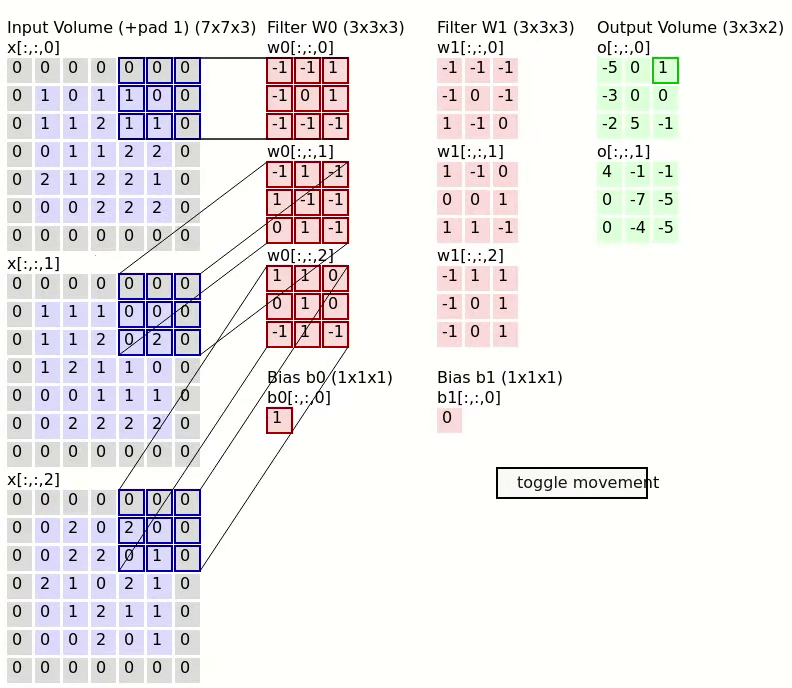 Input Volume (+pad 1) (7x7x3)
x[:,:,0]
0 0 0 0 0 0 0
0 1 0 1 1 0 0
0 1 1 2 1 1 0
0 0 1 1 2 2 0
0 2 1 2 2 1 0
0 0 0 2 2 2 0
0 0 0 0 0 0 0
x[:,:,1]
0 0 0 0 0 0 0
0 1 1 1 0 0 0
0 1 1 2 0 2 0
0 1 2 1 1 0 0
0 0 0 1 1 1 0
0 2 2 2 2 2 0
0 0 0 0 0 0 0
x[:,:,2]
0 0 0 0 0 0 0
0 0 2 0 2 0 0
0 0 2 2 0 1 0
0 2 1 0 2 1 0
0 0 1 2 1 1 0
0 0 0 2 0 1 0
0 0 0 0 0 0 0
Filter W0 (3x3x3)
w0[:,:,0]
-1 -1 1
-1 0 1
-1 -1 -1
w0[:,:,1]
-1 1 -1
1 -1 -1
0 1 -1
w0[:,:,2]
1 1 0
0 1 0
-1 1 -1
Bias b0 (1x1x1)
b0[:,:,0]
1
Filter W1 (3x3x3)
w1[:,:,0]
-1 -1 -1
-1 0 -1
1 -1 0
w1[:,:,1]
1 -1 0
0 0 1
1 1 -1
w1[:,:,2]
-1 1 1
-1 0 1
-1 0 1
Bias b1 (1x1x1)
b1[:,:,0]
0
Output Volume (3x3x2)
o[:,:,0]
-5 0 1
-3 0 0
-2 5 -1
o[:,:,1]
4 -1 -1
0 -7 -5
0 -4 -5
toggle movement